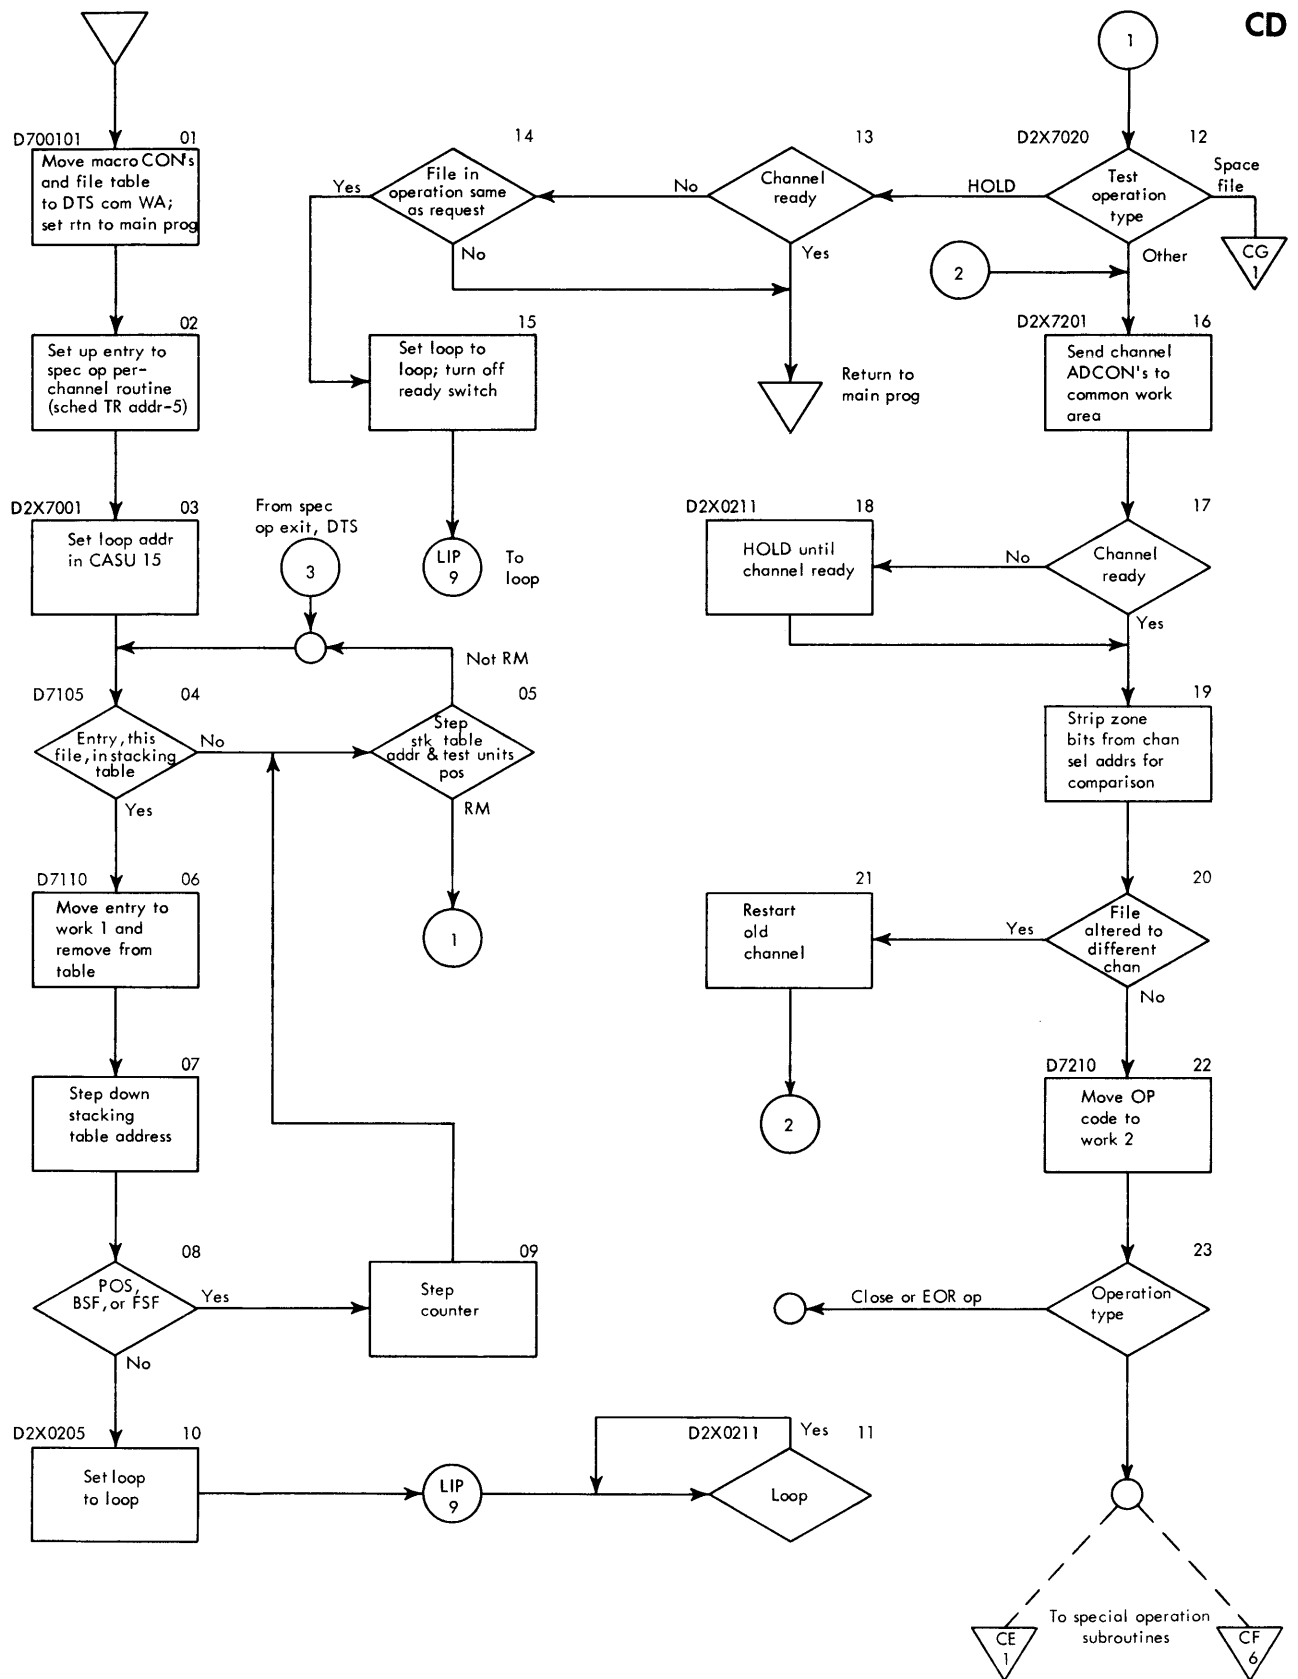 CD
1
D700101 01
Move macro CON's
and file table
to DTS com WA;
set rtn to main prog
14
File in
operation same
as request
Yes
No
13
Channel
ready
No
Yes
HOLD
D2X7020 12
Test
operation
type
Space
file
CG
1
Other
2
02
Set up entry to
spec op per-
channel routine
(sched TR addr-5)
15
Set loop to
loop; turn off
ready switch
Return to
main prog
D2X7201 16
Send channel
ADCON's to
common work
area
D2X7001 03
Set loop addr
in CASU 15
From spec
op exit, DTS
3
LIP
9
To
loop
D2X0211 18
HOLD until
channel ready
No
17
Channel
ready
Yes
Not RM
D7105 04
Entry, this
file, in stacking
table
No
Yes
05
Step
stk table
addr & test units
pos
RM
19
Strip zone
bits from chan
sel addrs for
comparison
D7110 06
Move entry to
work 1 and
remove from
table
1
21
Restart
old
channel
Yes
20
File
altered to
different
chan
No
07
Step down
stacking
table address
2
D7210 22
Move OP
code to
work 2
08
POS,
BSF, or FSF
Yes
No
09
Step
counter
Close or EOR op
23
Operation
type
D2X0205 10
Set loop
to loop
LIP
9
D2X0211 Yes 11
Loop
To special operation
subroutines
CE
1
CF
6